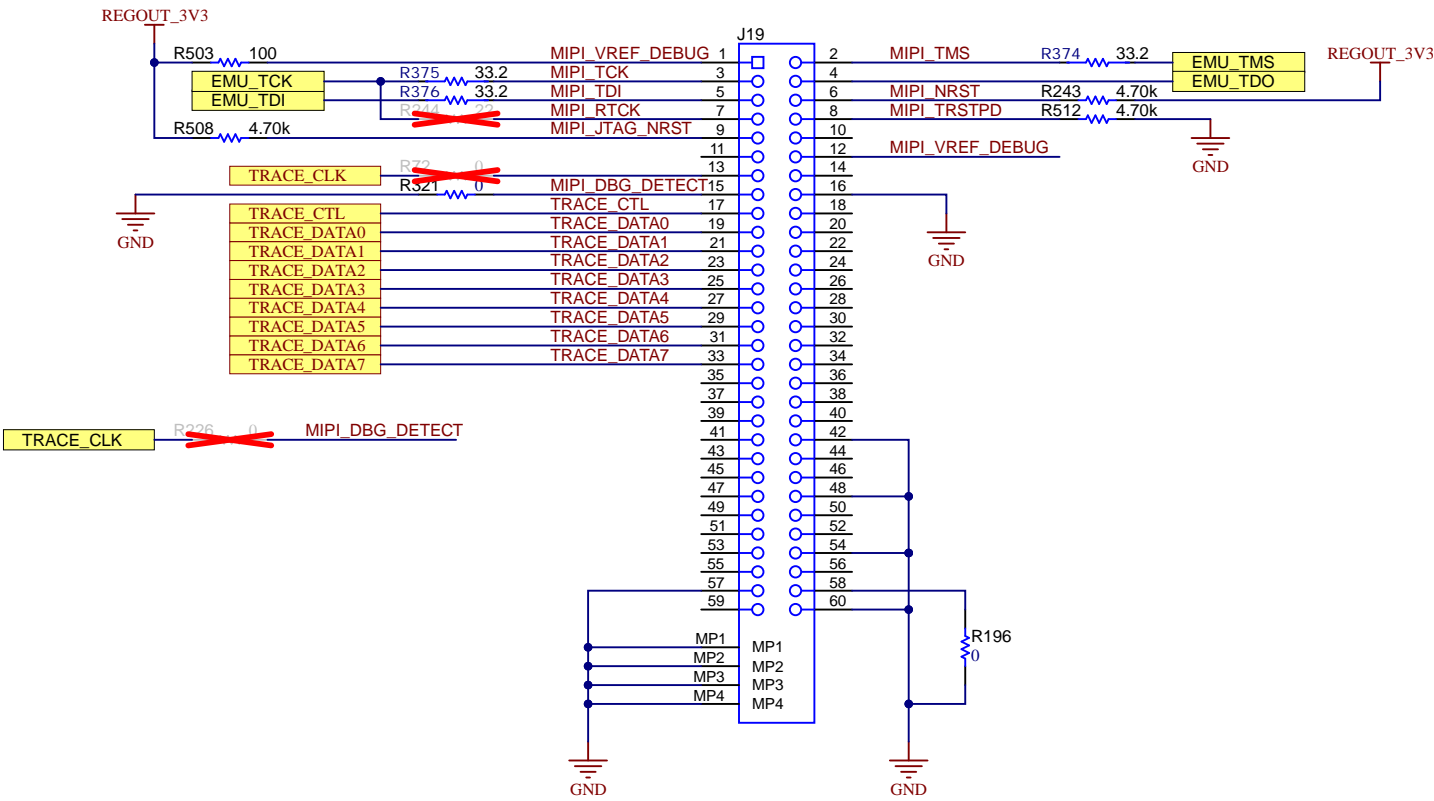 REGOUT_3V3
J19
R503 100 MIPI_VREF_DEBUG 1 2 MIPI_TMS R374 33.2 EMU_TMS REGOUT_3V3
EMU_TCK R375 33.2 MIPI_TCK 3 4 EMU_TDO
EMU_TDI R376 33.2 MIPI_TDI 5 6 MIPI_NRST R243 4.70k
R244 22 MIPI_RTCK 7 8 MIPI_TRSTPD R512 4.70k
R508 4.70k MIPI_JTAG_NRST 9 10
11 12 MIPI_VREF_DEBUG
GND
TRACE_CLK R72 0 13 14
R321 0 MIPI_DBG_DETECT 15 16
TRACE_CTL TRACE_CTL 17 18
TRACE_DATA0 TRACE_DATA0 19 20
GND
TRACE_DATA1 TRACE_DATA1 21 22
GND
TRACE_DATA2 TRACE_DATA2 23 24
TRACE_DATA3 TRACE_DATA3 25 26
TRACE_DATA4 TRACE_DATA4 27 28
TRACE_DATA5 TRACE_DATA5 29 30
TRACE_DATA6 TRACE_DATA6 31 32
TRACE_DATA7 TRACE_DATA7 33 34
35 36
37 38
39 40
TRACE_CLK R226 0 MIPI_DBG_DETECT 41 42
43 44
45 46
47 48
49 50
51 52
53 54
55 56
57 58
59 60
R196
0
MP1 MP1
MP2 MP2
MP3 MP3
MP4 MP4
GND GND